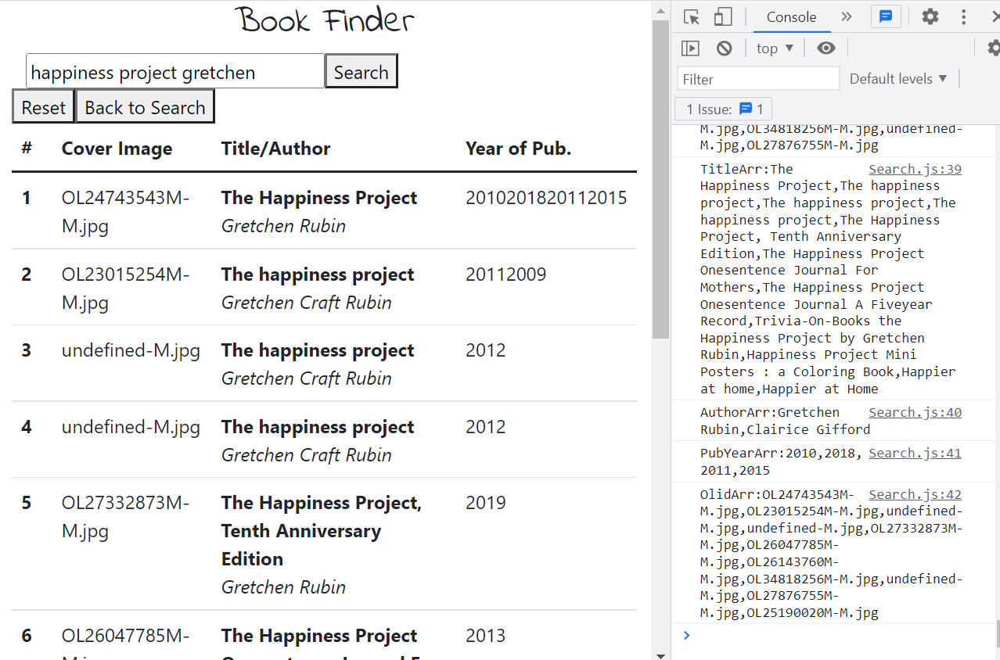 Book Finder
happiness project gretchen
Search
Reset
Back to Search
# Cover Image Title/Author Year of Pub.
1 OL24743543M- The Happiness Project 2010201820112015
M.jpg Gretchen Rubin
2 OL23015254M- The happiness project 20112009
M.jpg Gretchen Craft Rubin
3 undefined-M.jpg The happiness project 2012
Gretchen Craft Rubin
4 undefined-M.jpg The happiness project 2012
Gretchen Craft Rubin
5 OL27332873M- The Happiness Project, 2019
M.jpg Tenth Anniversary
Edition
Gretchen Rubin
6 OL26047785M- The Happiness Project 2013
Console
top
Filter
Default levels
1 Issue: 1
M.jpg,OL34818256M-M.jpg,undefined-
M.jpg,OL27876755M-M.jpg
TitleArr:The Search.js:39
Happiness Project,The happiness
project,The happiness project,The
happiness project,The Happiness
Project, Tenth Anniversary
Edition,The Happiness Project
Onesentence Journal For
Mothers,The Happiness Project
Onesentence Journal A Fiveyear
Record,Trivia-On-Books the
Happiness Project by Gretchen
Rubin,Happiness Project Mini
Posters : a Coloring Book,Happier
at home,Happier at Home
AuthorArr:Gretchen Search.js:40
Rubin,Clairice Gifford
PubYearArr:2010,2018, Search.js:41
2011,2015
OlidArr:OL24743543M- Search.js:42
M.jpg,OL23015254M-M.jpg,undefined-
M.jpg,undefined-M.jpg,OL27332873M-
M.jpg,OL26047785M-
M.jpg,OL26143760M-
M.jpg,OL34818256M-M.jpg,undefined-
M.jpg,OL27876755M-
M.jpg,OL25190020M-M.jpg